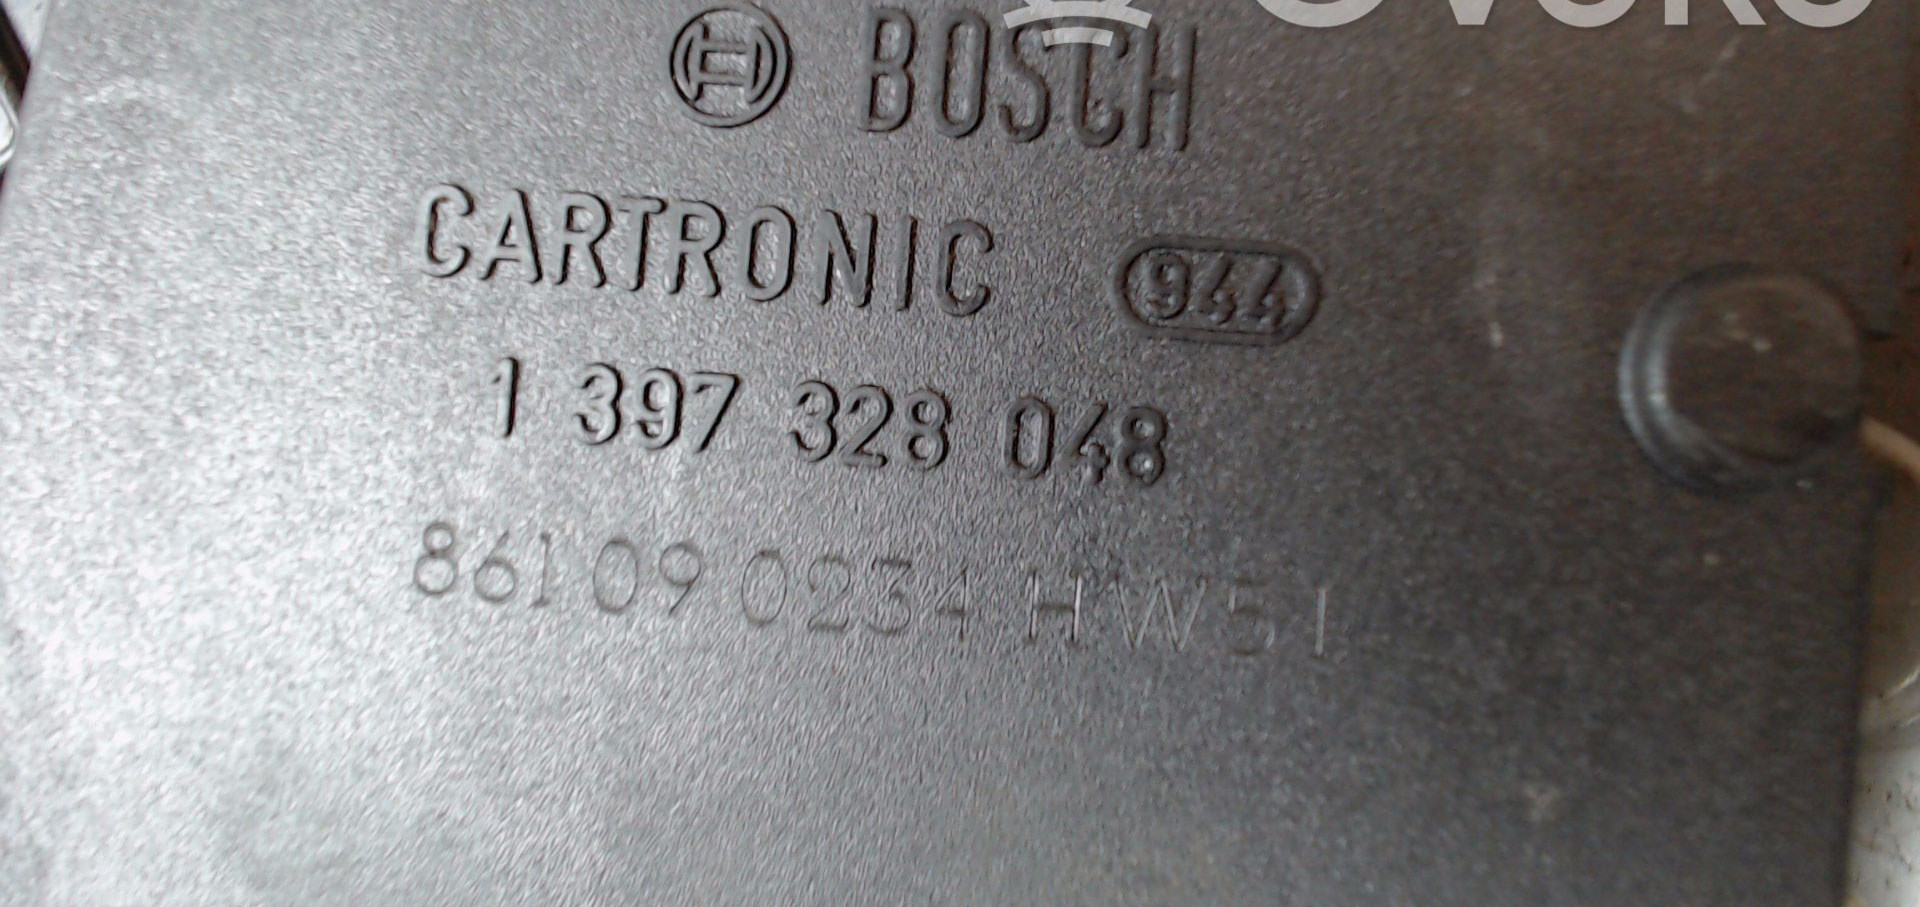 BOSCH
CARTRONIC 944
1 397 328 048
861 09 0234 HW51